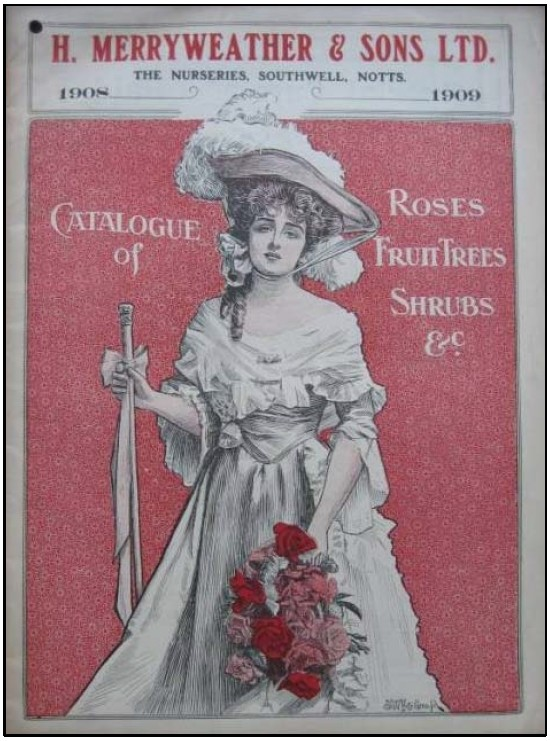 H. MERRYWEATHER & SONS LTD.
THE NURSERIES, SOUTHWELL, NOTTS.
1908 1909
CATALOGUE
of
ROSES
FRUIT TREES
SHRUBS
&c